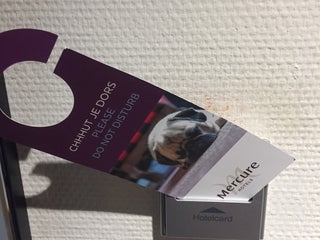 CHHHUT JE DORS
PLEASE
DO NOT DISTURB
Mercure
HOTELS
Hotelcard